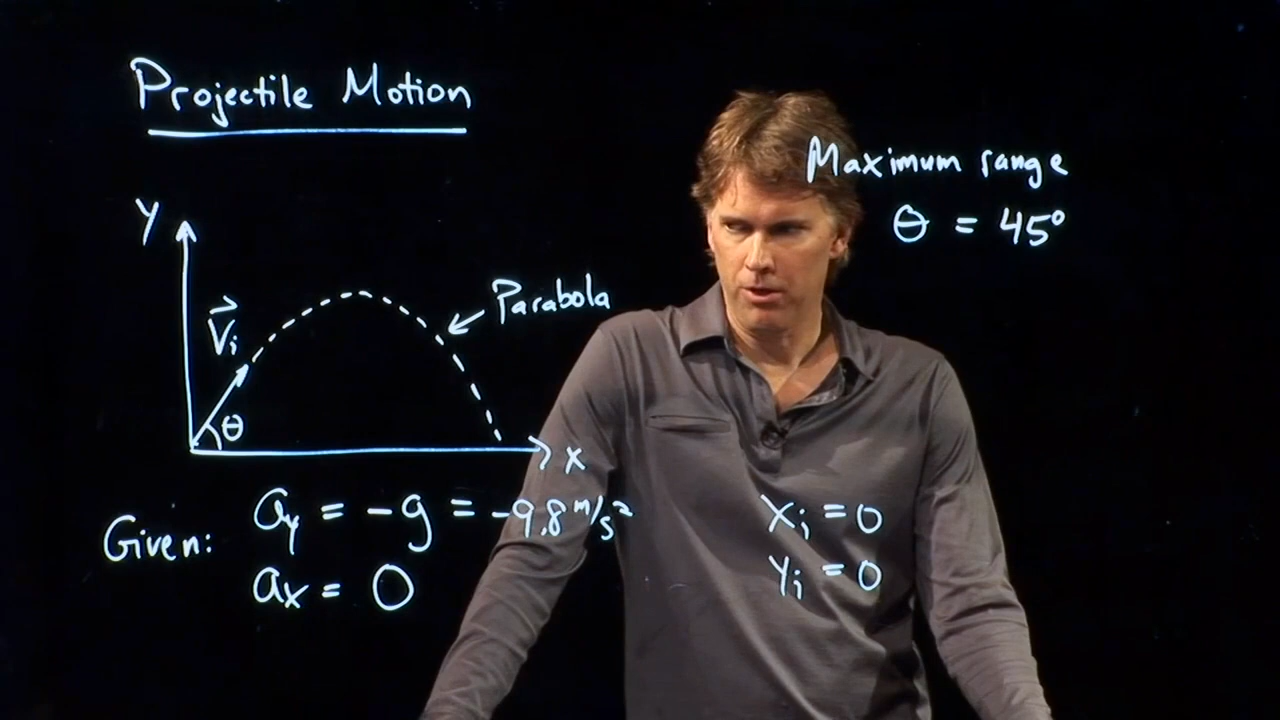 Projectile Motion
Maximum range
θ = 45°
y
V⃗i
Parabola
θ
x
Given: ay = -g = -9.8 m/s²
ax = 0
xi = 0
yi = 0